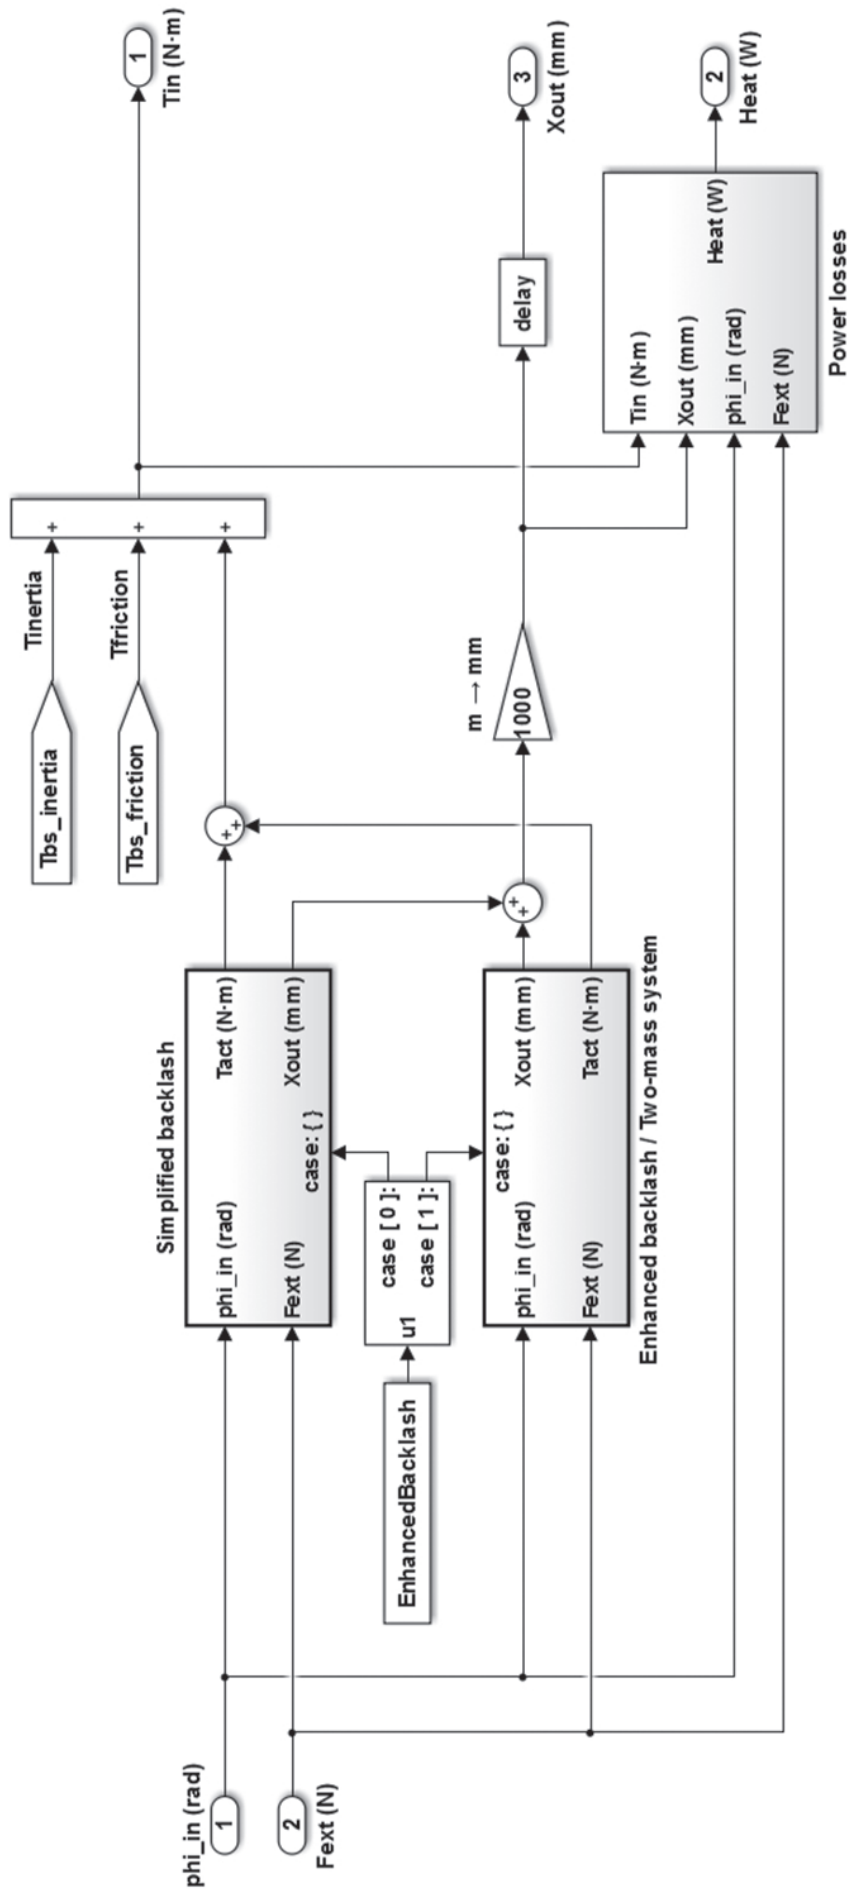 phi_in (rad)
1
2
Fext (N)
EnhancedBacklash
u1
case [ 0 ]:
case [ 1 ]:
Simplified backlash
phi_in (rad)
Fext (N)
case: { }
Tact (N·m)
Xout (mm)
phi_in (rad)
Fext (N)
case: { }
Xout (mm)
Tact (N·m)
Enhanced backlash / Two-mass system
Tbs_inertia
Tinertia
Tbs_friction
Tfriction
+
+
+
+
+
+
+
m → mm
1000
delay
Tin (N·m)
Xout (mm)
phi_in (rad)
Fext (N)
Heat (W)
Power losses
1
Tin (N·m)
3
Xout (mm)
2
Heat (W)